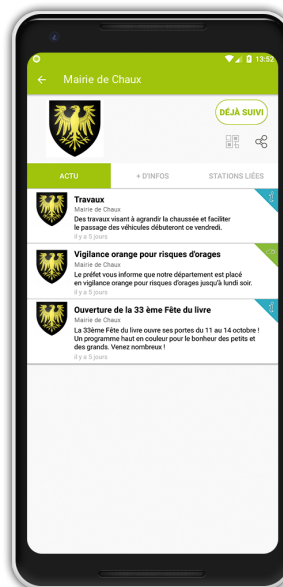 13:52
Mairie de Chaux
DÉJÀ SUIVI
ACTU + D'INFOS STATIONS LIÉES
Travaux
Mairie de Chaux
Des travaux visant à agrandir la chaussée et faciliter
le passage des véhicules débuteront ce vendredi.
il y a 5 jours
Vigilance orange pour risques d'orages
Mairie de Chaux
Le préfet vous informe que notre département est placé
en vigilance orange pour risques d'orages jusqu'à lundi soir.
il y a 5 jours
Ouverture de la 33 ème Fête du livre
Mairie de Chaux
La 33ème Fête du livre ouvre ses portes du 11 au 14 octobre !
Un programme haut en couleur pour le bonheur des petits et
des grands. Venez nombreux !
il y a 5 jours